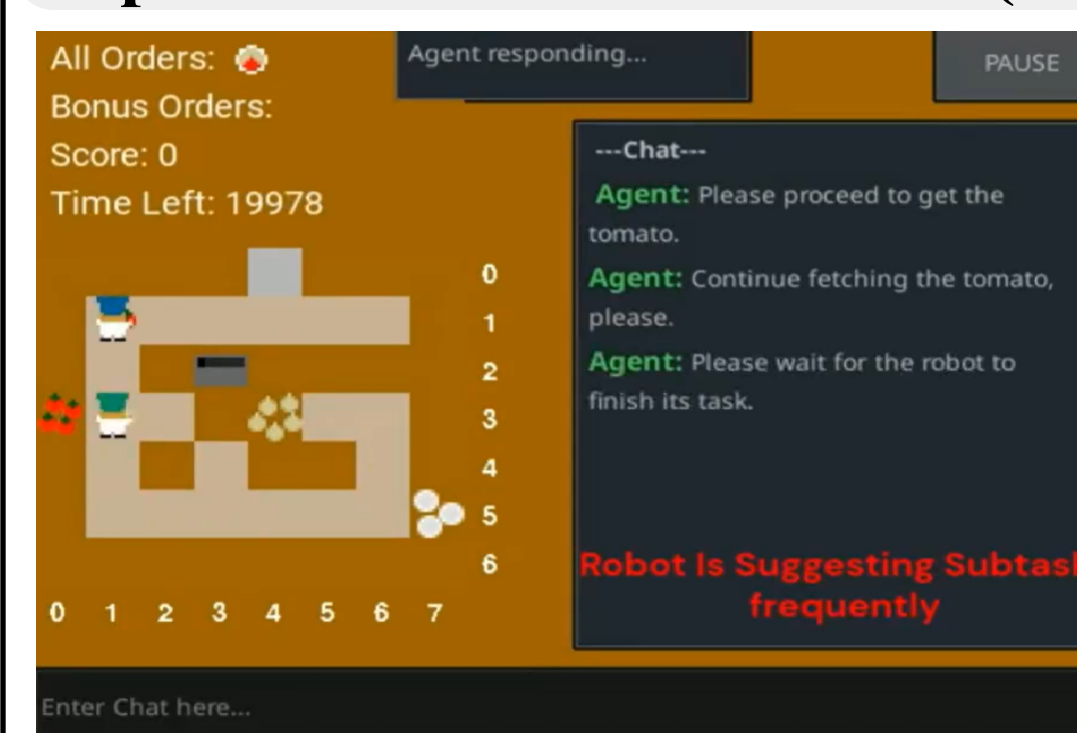 All Orders:
Bonus Orders:
Score: 0
Time Left: 19978
Agent responding...
PAUSE
---Chat---
Agent: Please proceed to get the
tomato.
Agent: Continue fetching the tomato,
please.
Agent: Please wait for the robot to
finish its task.
Robot Is Suggesting Subtask
frequently
0
1
2
3
4
5
6
0 1 2 3 4 5 6 7
Enter Chat here...